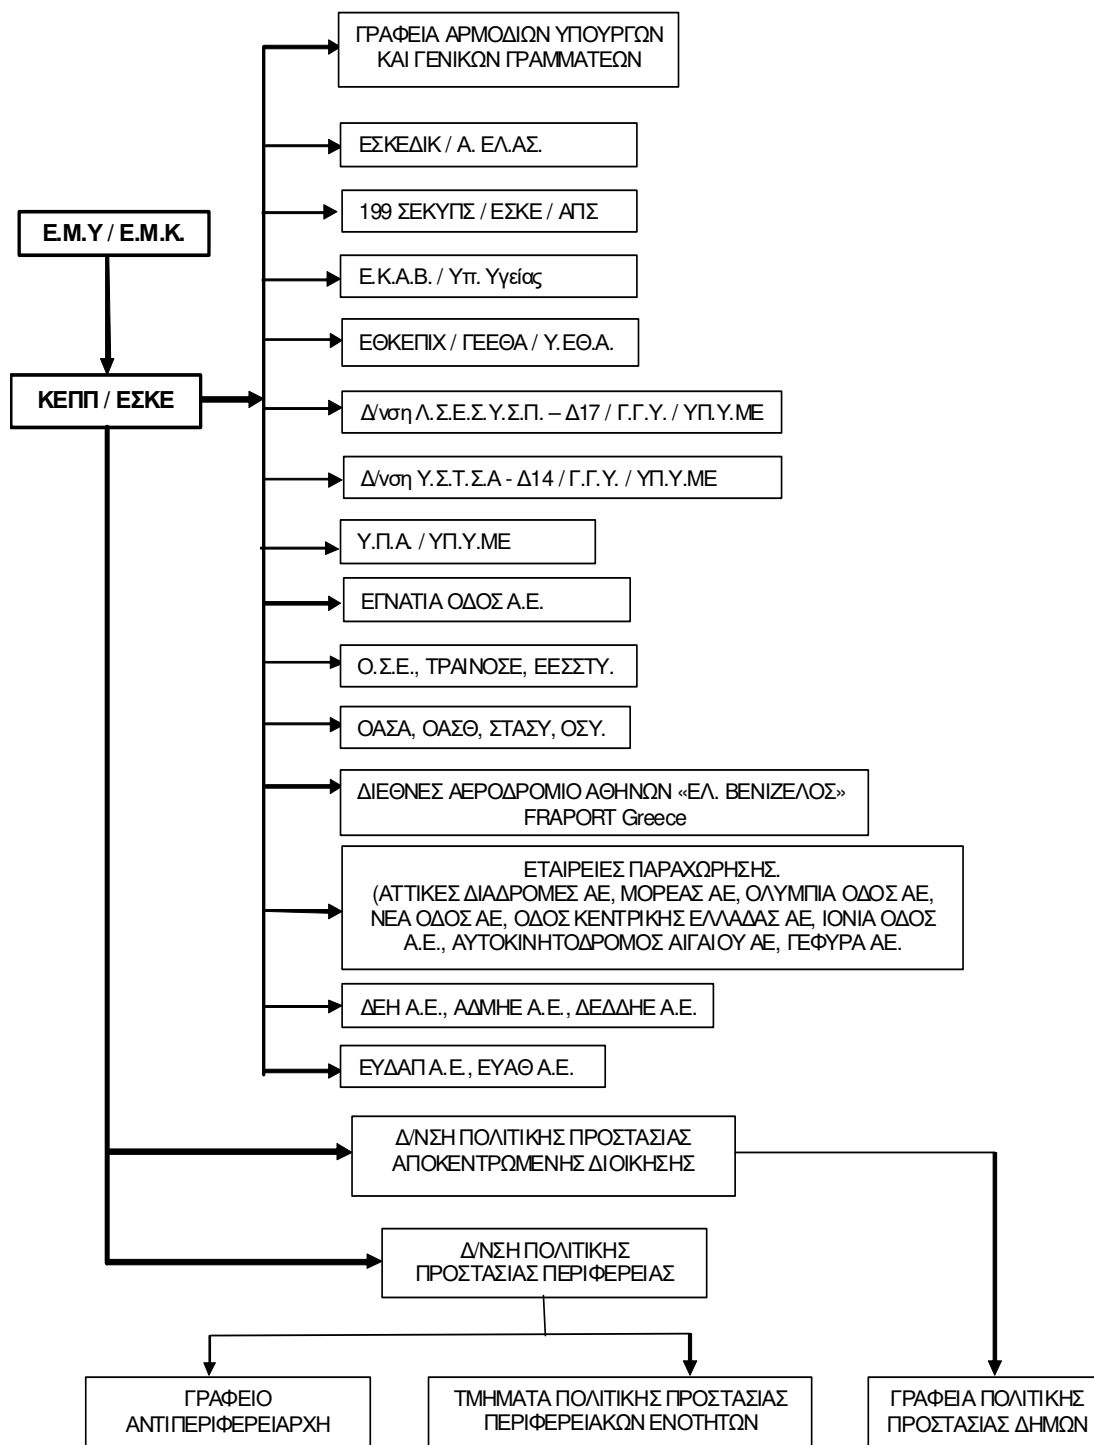 ΓΡΑΦΕΙΑ ΑΡΜΟΔΙΩΝ ΥΠΟΥΡΓΩΝ
ΚΑΙ ΓΕΝΙΚΩΝ ΓΡΑΜΜΑΤΕΩΝ
ΕΣΚΕΔΙΚ / Α. ΕΛ.ΑΣ.
199 ΣΕΚΥΠΣ / ΕΣΚΕ / ΑΠΣ
Ε.Μ.Υ / Ε.Μ.Κ.
Ε.Κ.Α.Β. / Υπ. Υγείας
ΕΘΚΕΠΙΧ / ΓΕΕΘΑ / Υ.ΕΘ.Α.
ΚΕΠΠ / ΕΣΚΕ
Δ/νση Λ.Σ.Ε.Σ.Υ.Σ.Π. – Δ17 / Γ.Γ.Υ. / ΥΠ.Υ.ΜΕ
Δ/νση Υ.Σ.Τ.Σ.Α - Δ14 / Γ.Γ.Υ. / ΥΠ.Υ.ΜΕ
Υ.Π.Α. / ΥΠ.Υ.ΜΕ
ΕΓΝΑΤΙΑ ΟΔΟΣ Α.Ε.
Ο.Σ.Ε., ΤΡΑΙΝΟΣΕ, ΕΕΣΣΤΥ.
ΟΑΣΑ, ΟΑΣΘ, ΣΤΑΣΥ, ΟΣΥ.
ΔΙΕΘΝΕΣ ΑΕΡΟΔΡΟΜΙΟ ΑΘΗΝΩΝ «ΕΛ. ΒΕΝΙΖΕΛΟΣ»
FRAPORT Greece
ΕΤΑΙΡΕΙΕΣ ΠΑΡΑΧΩΡΗΣΗΣ.
(ΑΤΤΙΚΕΣ ΔΙΑΔΡΟΜΕΣ ΑΕ, ΜΟΡΕΑΣ ΑΕ, ΟΛΥΜΠΙΑ ΟΔΟΣ ΑΕ,
ΝΕΑ ΟΔΟΣ ΑΕ, ΟΔΟΣ ΚΕΝΤΡΙΚΗΣ ΕΛΛΑΔΑΣ ΑΕ, ΙΟΝΙΑ ΟΔΟΣ
Α.Ε., ΑΥΤΟΚΙΝΗΤΟΔΡΟΜΟΣ ΑΙΓΑΙΟΥ ΑΕ, ΓΕΦΥΡΑ ΑΕ.
ΔΕΗ Α.Ε., ΑΔΜΗΕ Α.Ε., ΔΕΔΔΗΕ Α.Ε.
ΕΥΔΑΠ Α.Ε., ΕΥΑΘ Α.Ε.
Δ/ΝΣΗ ΠΟΛΙΤΙΚΗΣ ΠΡΟΣΤΑΣΙΑΣ
ΑΠΟΚΕΝΤΡΩΜΕΝΗΣ ΔΙΟΙΚΗΣΗΣ
Δ/ΝΣΗ ΠΟΛΙΤΙΚΗΣ
ΠΡΟΣΤΑΣΙΑΣ ΠΕΡΙΦΕΡΕΙΑΣ
ΓΡΑΦΕΙΟ
ΑΝΤΙΠΕΡΙΦΕΡΕΙΑΡΧΗ
ΤΜΗΜΑΤΑ ΠΟΛΙΤΙΚΗΣ ΠΡΟΣΤΑΣΙΑΣ
ΠΕΡΙΦΕΡΕΙΑΚΩΝ ΕΝΟΤΗΤΩΝ
ΓΡΑΦΕΙΑ ΠΟΛΙΤΙΚΗΣ
ΠΡΟΣΤΑΣΙΑΣ ΔΗΜΩΝ